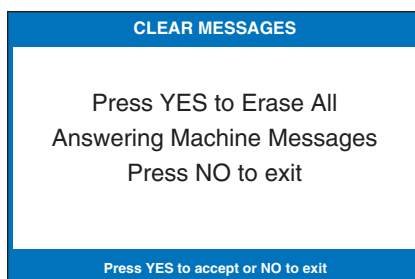 CLEAR MESSAGES
Press YES to Erase All
Answering Machine Messages
Press NO to exit
Press YES to accept or NO to exit